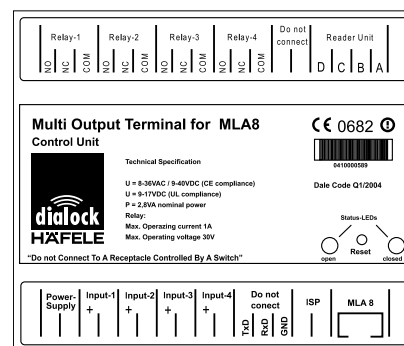 Relay-1 Relay-2 Relay-3 Relay-4 Do not connect Reader Unit
NO NC COM NO NC COM NO NC COM NO NC COM D C B A
Multi Output Terminal for MLA8
Control Unit
CE 0682
0410000589
Technical Specification
U = 8-36VAC / 9-40VDC (CE compliance)
U = 9-17VDC (UL compliance)
P = 2,8VA nominal power
Relay:
Max. Operazing current 1A
Max. Operating voltage 30V
Dale Code Q1/2004
dialock
HÄFELE
Status-LEDs
open Reset closed
"Do not Connect To A Receptacle Controlled By A Switch"
Power-Supply Input-1 Input-2 Input-3 Input-4 Do not conect ISP MLA 8
+ + + + TxD RxD GND